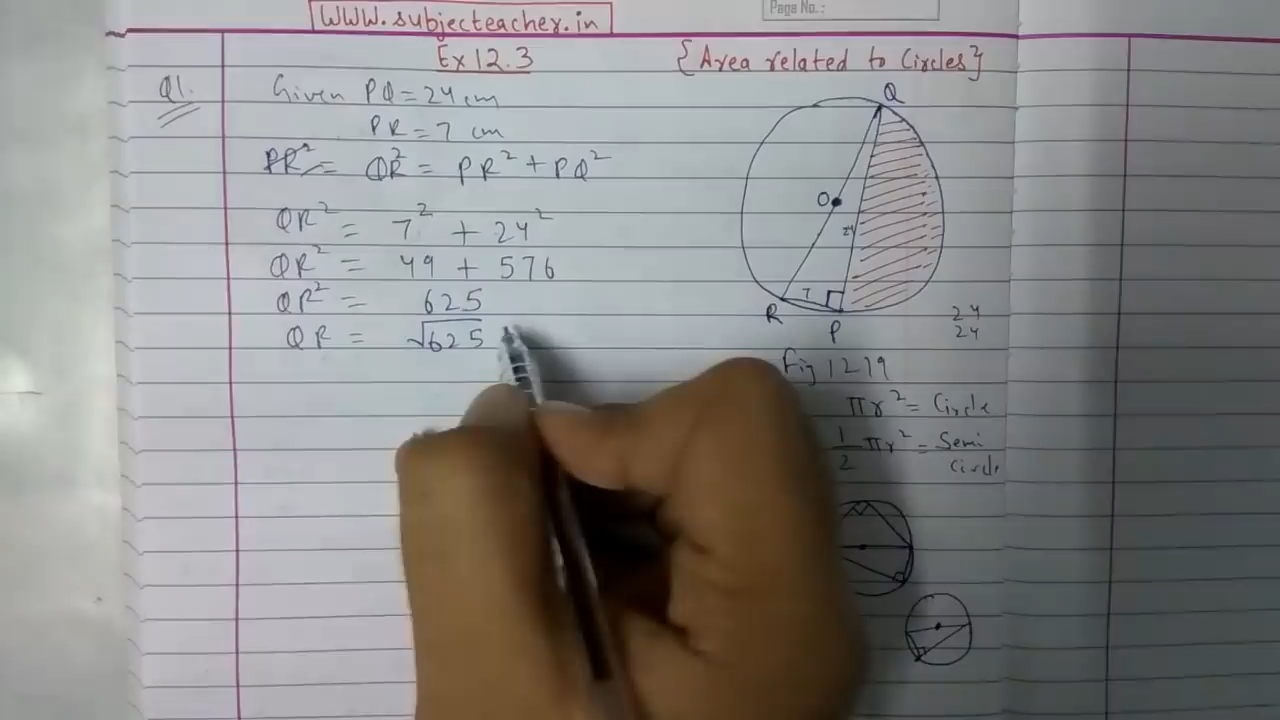 WWW.subjecteacher.in
Page No.:
Ex 12.3
{Area related to Circles}
Q1.
Given PQ = 24 cm
PR = 7 cm
PR² = QR² = PR² + PQ²
QR² = 7² + 24²
QR² = 49 + 576
QR² = 625
QR = √625
Q
O
24
7
R
P
24
24
Fig 12.19
πr² = Circle
1/2 πr² = Semi
circle